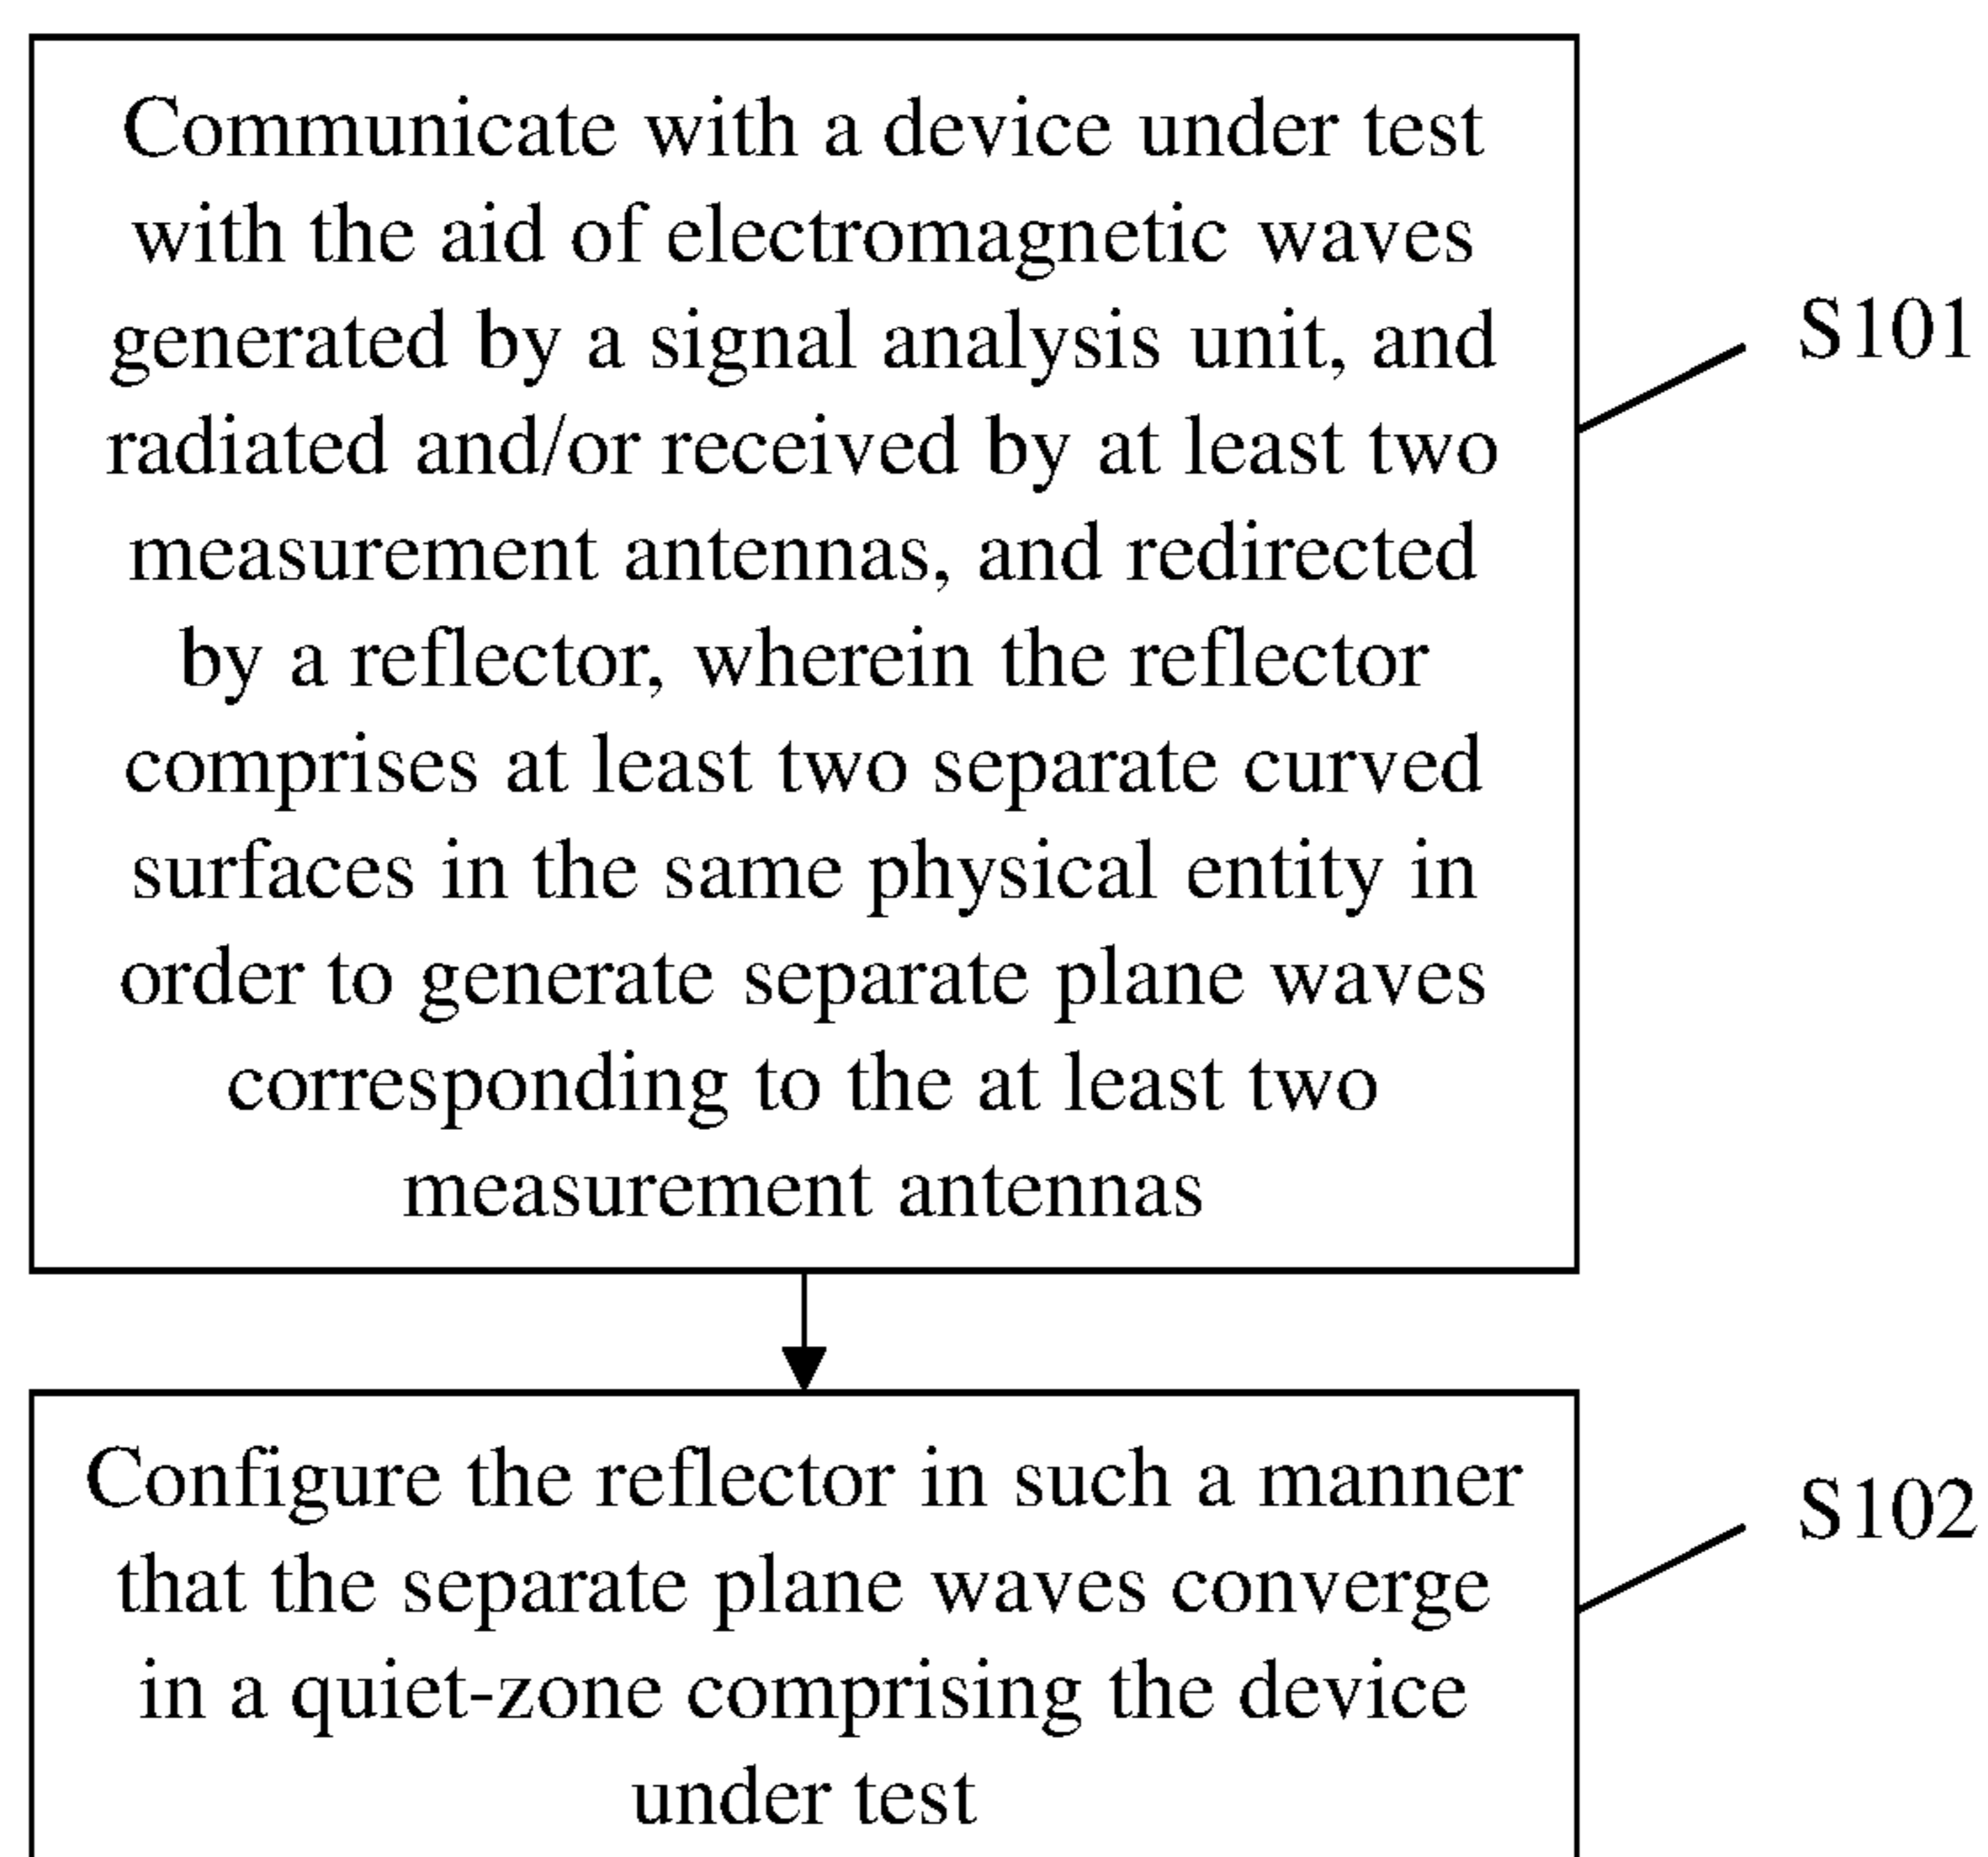 Communicate with a device under test
with the aid of electromagnetic waves
generated by a signal analysis unit, and
radiated and/or received by at least two
measurement antennas, and redirected
by a reflector, wherein the reflector
comprises at least two separate curved
surfaces in the same physical entity in
order to generate separate plane waves
corresponding to the at least two
measurement antennas
S101
Configure the reflector in such a manner
that the separate plane waves converge
in a quiet-zone comprising the device
under test
S102